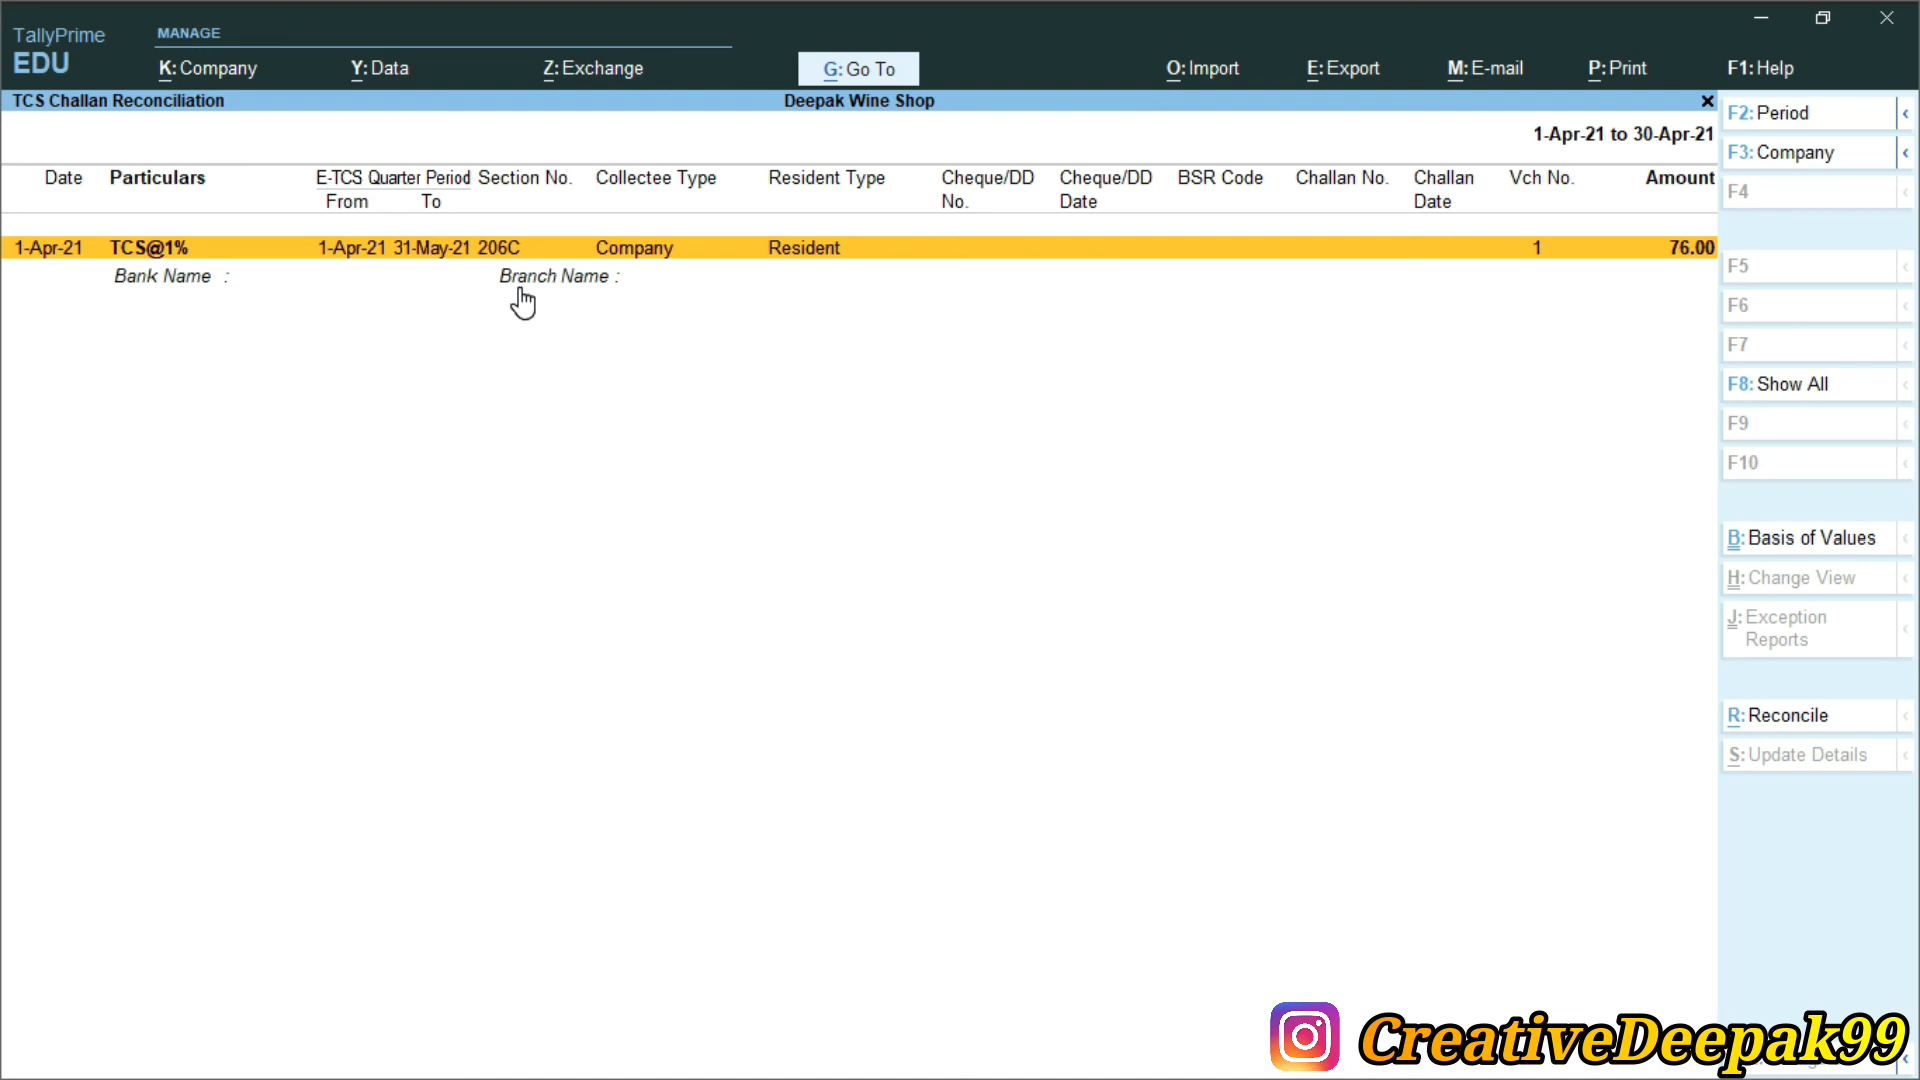 TallyPrime
EDU
MANAGE
K: Company
Y: Data
Z: Exchange
G: Go To
O: Import
E: Export
M: E-mail
P: Print
F1: Help
TCS Challan Reconciliation
Deepak Wine Shop
1-Apr-21 to 30-Apr-21
Date Particulars E-TCS Quarter Period Section No. Collectee Type Resident Type Cheque/DD Cheque/DD BSR Code Challan No. Challan Vch No. Amount
From To No. Date Date
1-Apr-21 TCS@1% 1-Apr-21 31-May-21 206C Company Resident 1 76.00
Bank Name : Branch Name :
F2: Period
F3: Company
F4
F5
F6
F7
F8: Show All
F9
F10
B: Basis of Values
H: Change View
J: Exception
Reports
R: Reconcile
S: Update Details
CreativeDeepak99